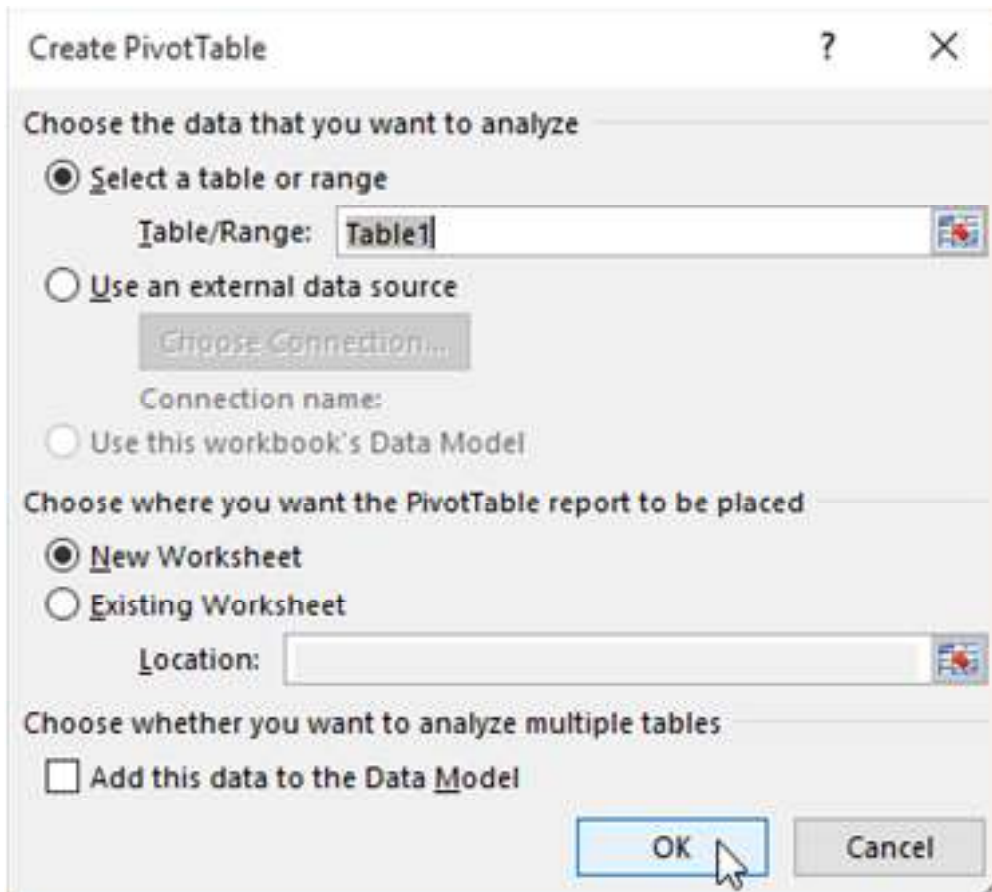 Create PivotTable ?
Choose the data that you want to analyze
Select a table or range
Table/Range: Table1
Use an external data source
Choose Connection...
Connection name:
Use this workbook's Data Model
Choose where you want the PivotTable report to be placed
New Worksheet
Existing Worksheet
Location:
Choose whether you want to analyze multiple tables
Add this data to the Data Model
OK Cancel